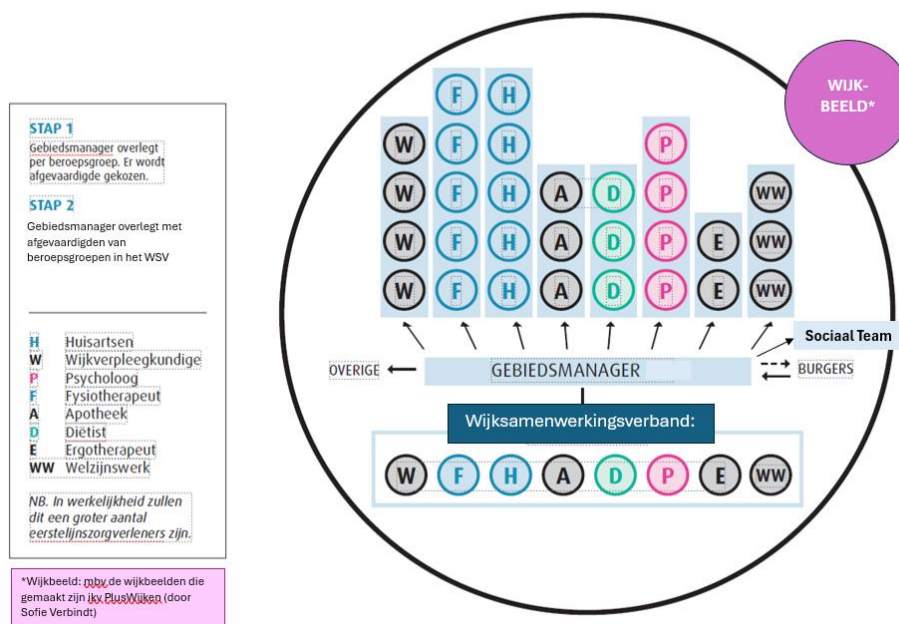 STAP 1
Gebiedsmanager overlegt
per beroepsgroep. Er wordt
afgevaardigde gekozen.
STAP 2
Gebiedsmanager overlegt met
afgevaardigden van
beroepsgroepen in het WSV
H Huisartsen
W Wijkverpleegkundige
P Psycholoog
F Fysiotherapeut
A Apotheek
D Diëtist
E Ergotherapeut
WW Welzijnswerk
NB. In werkelijkheid zullen
dit een groter aantal
eerstelijnszorgverleners zijn.
*Wijkbeeld: mbv de wijkbeelden die
gemaakt zijn ikv PlusWijken (door
Sofie Verbindt)
WIJK-
BEELD*
F H
W F H P
W F H A D P WW
W F H A D P E WW
W F H A D P E WW
Sociaal Team
OVERIGE
GEBIEDSMANAGER
BURGERS
Wijksamenwerkingsverband:
W F H A D P E WW